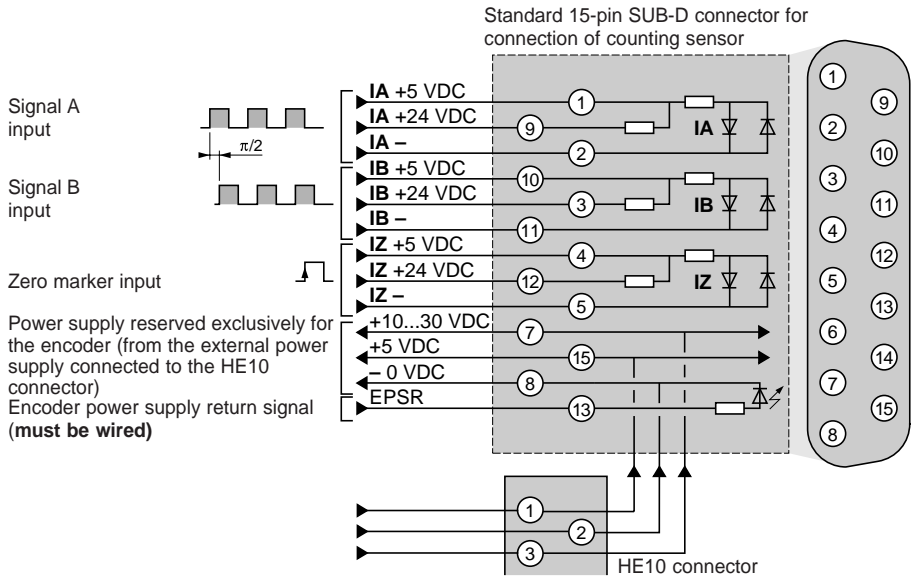 Standard 15-pin SUB-D connector for
connection of counting sensor
Signal A
input
π/2
Signal B
input
Zero marker input
Power supply reserved exclusively for
the encoder (from the external power
supply connected to the HE10
connector)
Encoder power supply return signal
(must be wired)
IA +5 VDC
1
IA +24 VDC
9
IA
IA –
2
IB +5 VDC
10
IB +24 VDC
3
IB
IB –
11
IZ +5 VDC
4
IZ +24 VDC
12
IZ
IZ –
5
+10...30 VDC
7
+5 VDC
15
– 0 VDC
8
EPSR
13
1
9
2
10
3
11
4
12
5
13
6
14
7
15
8
1
2
3
HE10 connector